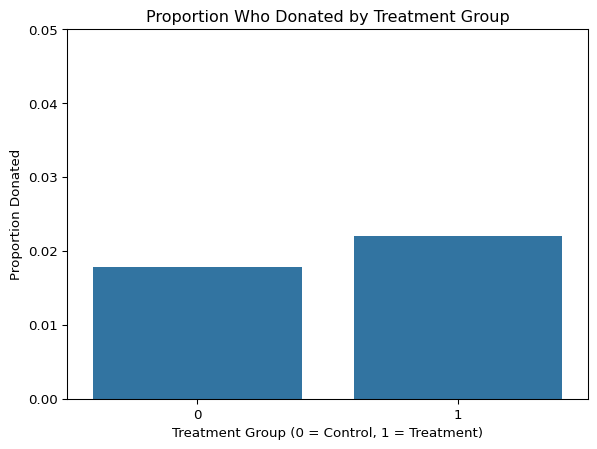 Proportion Who Donated by Treatment Group
0.05
0.04
0.03
0.02
0.01
0.00
Proportion Donated
0 1
Treatment Group (0 = Control, 1 = Treatment)